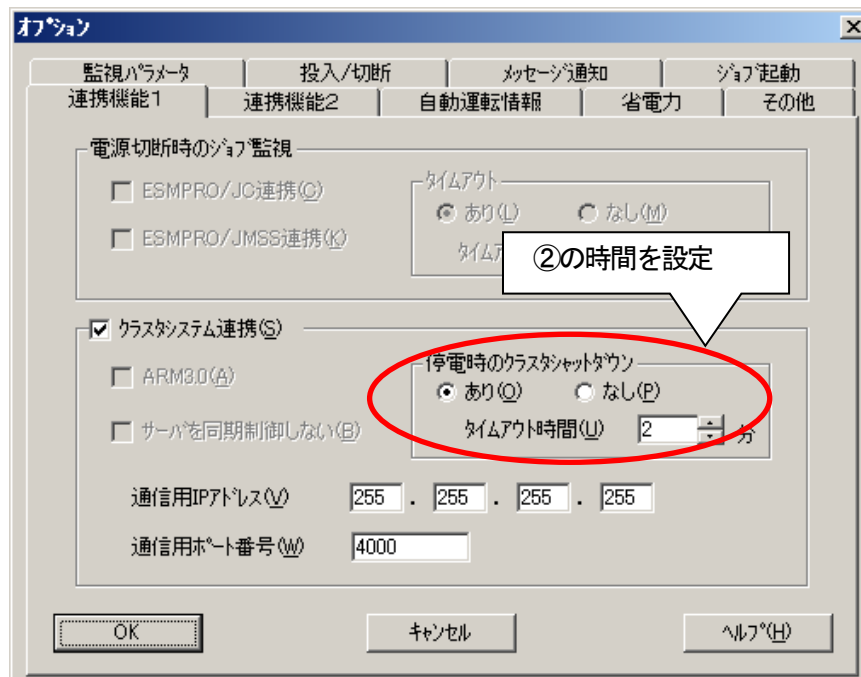 オプション
監視パラメータ 投入/切断 メッセージ通知 ジョブ起動
連携機能1 連携機能2 自動運転情報 省電力 その他
電源切断時のジョブ監視
ESMPRO/JC連携(C)
ESMPRO/JMSS連携(K)
タイムアウト
あり(L) なし(M)
タイムア
②の時間を設定
クラスタシステム連携(S)
ARM3.0(A)
サーバを同期制御しない(B)
停電時のクラスタシャットダウン
あり(O) なし(P)
タイムアウト時間(U) 2 分
通信用IPアドレス(V) 255 . 255 . 255 . 255
通信用ポート番号(W) 4000
OK キャンセル ヘルプ(H)